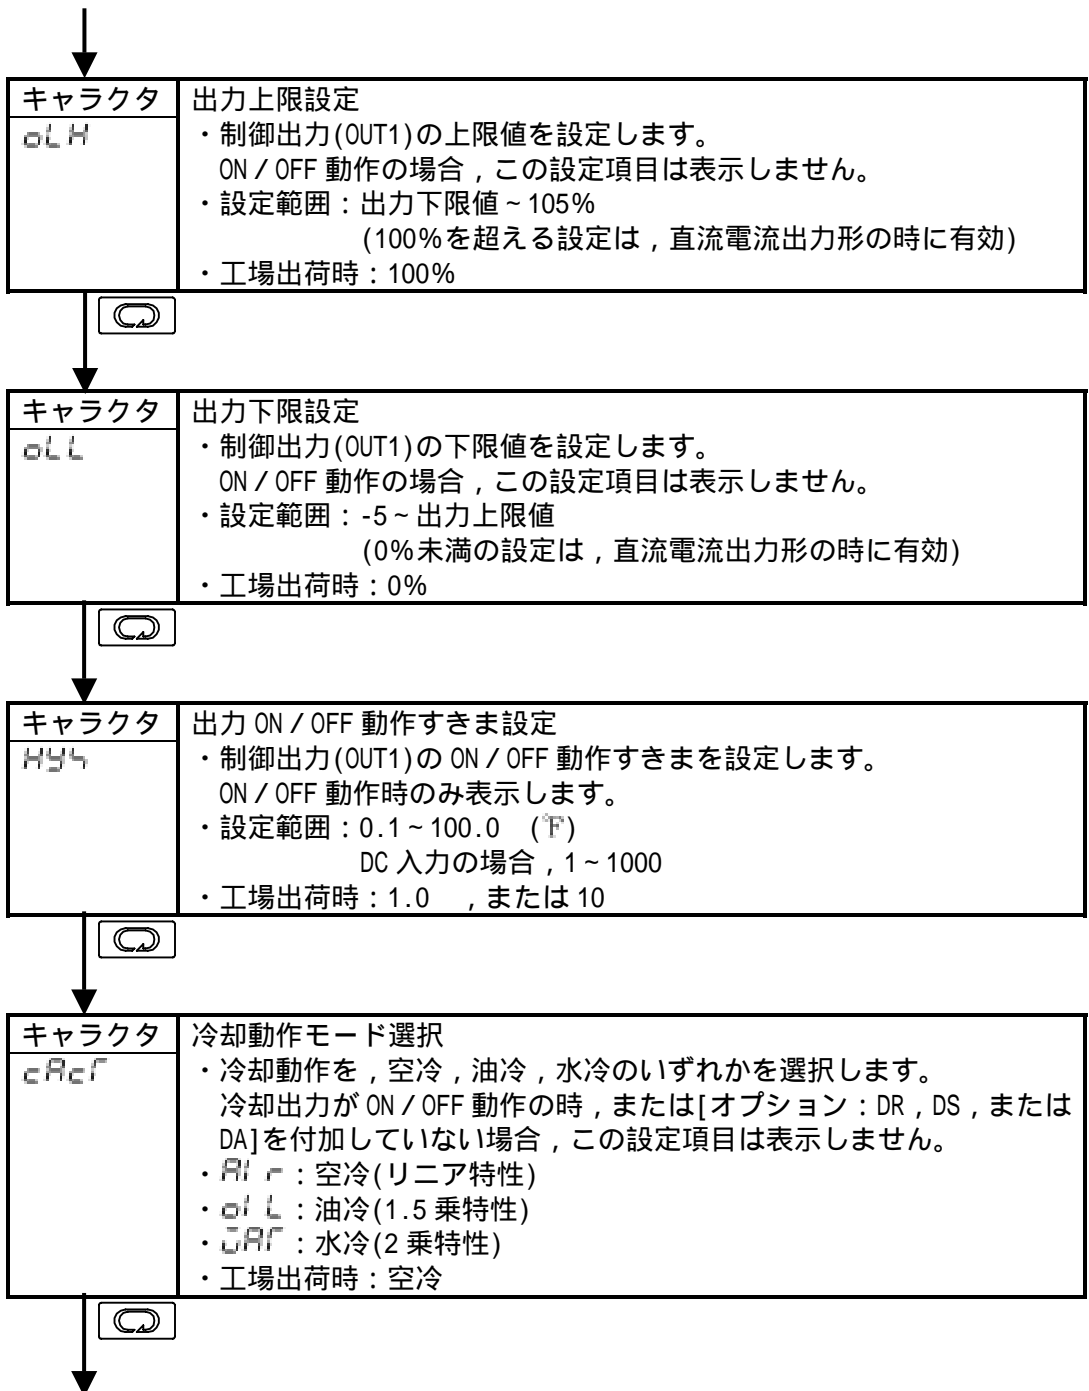 キャラクタ
出力上限設定
oLH
・制御出力(OUT1)の上限値を設定します。
ON／OFF 動作の場合，この設定項目は表示しません。
・設定範囲：出力下限値～105%
(100%を超える設定は，直流電流出力形の時に有効)
・工場出荷時：100%
キャラクタ
出力下限設定
oLL
・制御出力(OUT1)の下限値を設定します。
ON／OFF 動作の場合，この設定項目は表示しません。
・設定範囲：-5～出力上限値
(0%未満の設定は，直流電流出力形の時に有効)
・工場出荷時：0%
キャラクタ
出力 ON／OFF 動作すきま設定
HYS
・制御出力(OUT1)の ON／OFF 動作すきまを設定します。
ON／OFF 動作時のみ表示します。
・設定範囲：0.1～100.0 (℉)
DC 入力の場合，1～1000
・工場出荷時：1.0 ，または 10
キャラクタ
冷却動作モード選択
cAcT
・冷却動作を，空冷，油冷，水冷のいずれかを選択します。
冷却出力が ON／OFF 動作の時，または[オプション：DR，DS，または
DA]を付加していない場合，この設定項目は表示しません。
・AIr：空冷(リニア特性)
・oIL：油冷(1.5 乗特性)
・WAT：水冷(2 乗特性)
・工場出荷時：空冷